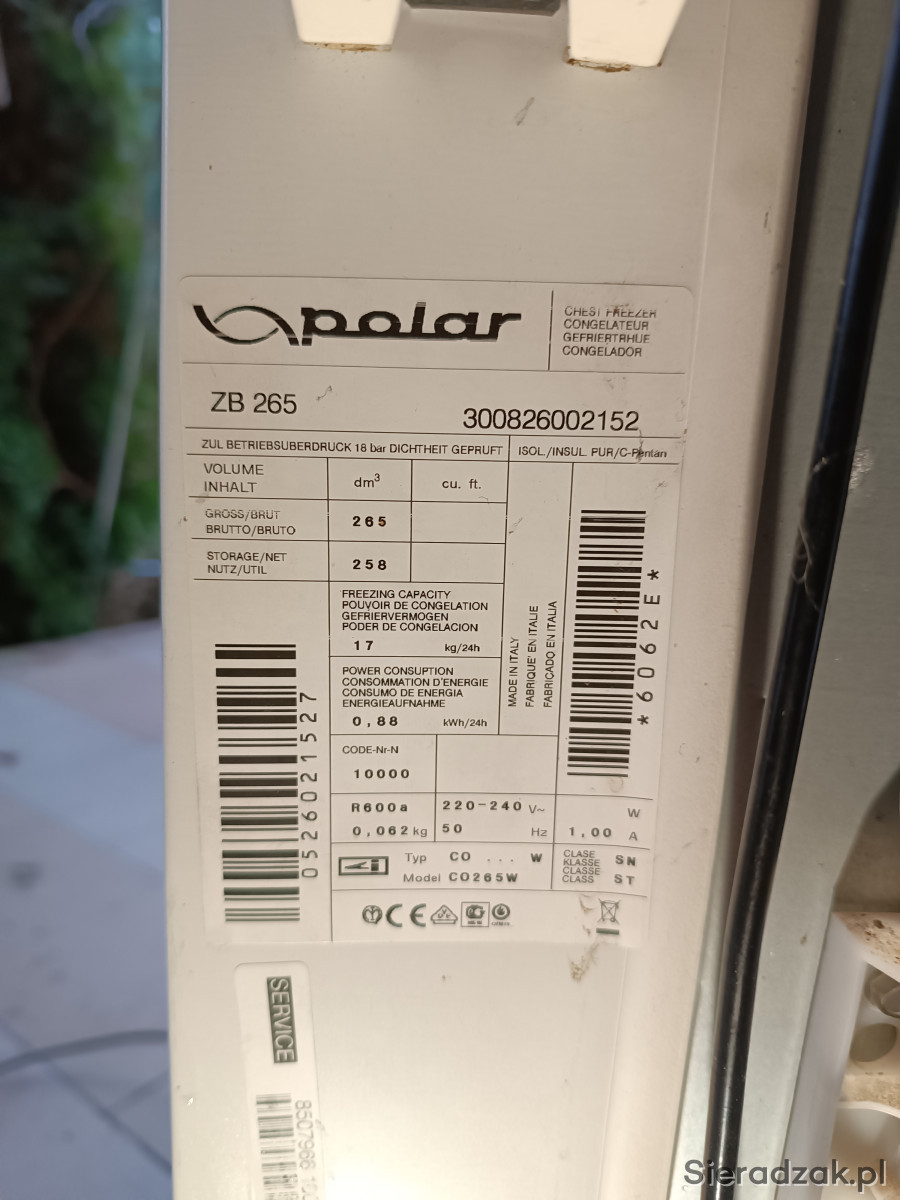 polar
CHEST FREEZER
CONGELATEUR
GEFRIERTRHUE
CONGELADOR
ZB 265
300826002152
ZUL BETRIEBSUBERDRUCK 18 bar DICHTHEIT GEPRUFT
ISOL./INSUL. PUR/C-Pentan
VOLUME
INHALT
dm³
cu. ft.
GROSS/BRUT
BRUTTO/BRUTO
265
STORAGE/NET
NUTZ/UTIL
258
FREEZING CAPACITY
POUVOIR DE CONGELATION
GEFRIERVERMOGEN
PODER DE CONGELACION
17 kg/24h
POWER CONSUPTION
CONSOMMATION D'ENERGIE
CONSUMO DE ENERGIA
ENERGIEAUFNAHME
0,88 kWh/24h
MADE IN ITALY
FABRIQUE' EN ITALIE
FABRICADO EN ITALIA
*6062E*
0526021527
CODE-Nr-N
10000
R600a
0,062 kg
220-240 V~
50 Hz
W
1,00 A
Typ CO ... W
Model CO265W
CLASE
KLASSE
CLASSE
CLASS
SN
ST
CE
SERVICE
8507966
Sieradzak.pl